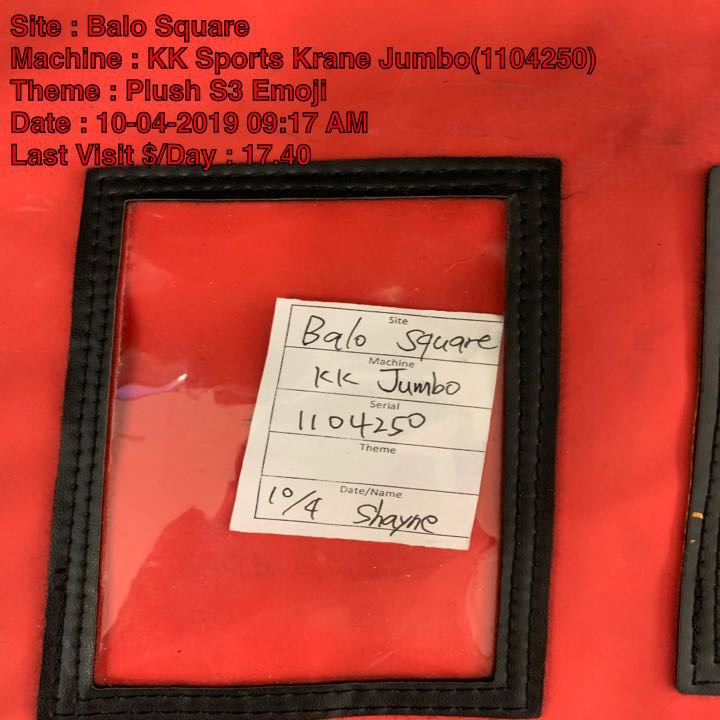 Site : Balo Square
Machine : KK Sports Krane Jumbo(1104250)
Theme : Plush S3 Emoji
Date : 10-04-2019 09:17 AM
Last Visit $/Day : 17.40
Site
Balo Square
Machine
KK Jumbo
Serial
1104250
Theme
Date/Name
10/4 Shayne